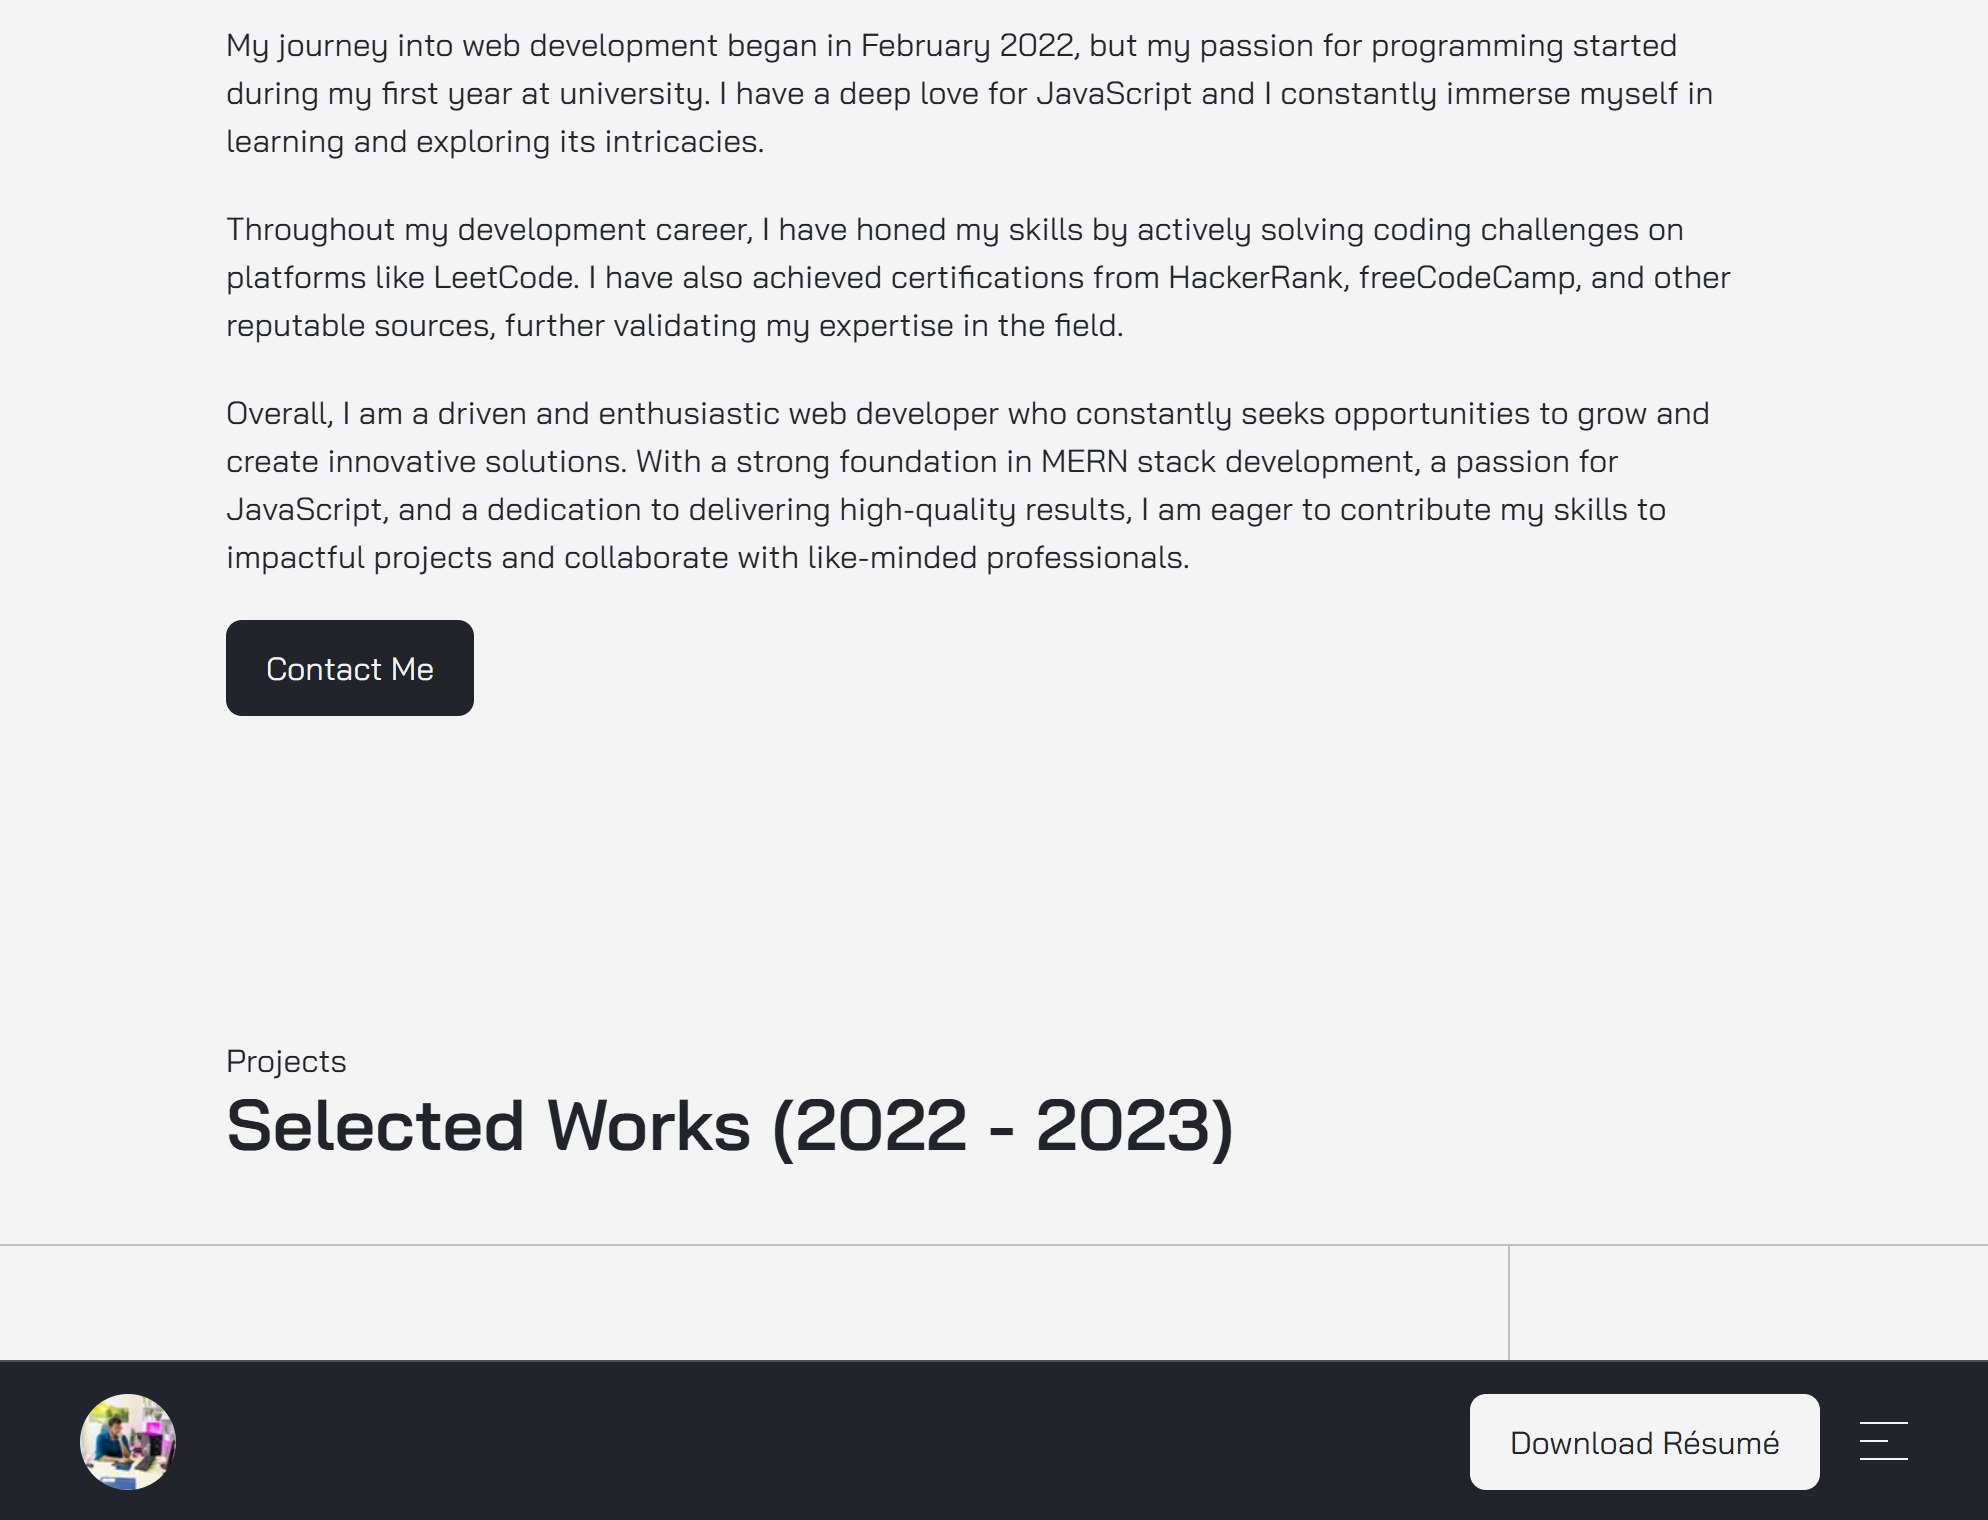 My journey into web development began in February 2022, but my passion for programming started
during my first year at university. I have a deep love for JavaScript and I constantly immerse myself in
learning and exploring its intricacies.
Throughout my development career, I have honed my skills by actively solving coding challenges on
platforms like LeetCode. I have also achieved certifications from HackerRank, freeCodeCamp, and other
reputable sources, further validating my expertise in the field.
Overall, I am a driven and enthusiastic web developer who constantly seeks opportunities to grow and
create innovative solutions. With a strong foundation in MERN stack development, a passion for
JavaScript, and a dedication to delivering high-quality results, I am eager to contribute my skills to
impactful projects and collaborate with like-minded professionals.
Contact Me
Projects
Selected Works (2022 - 2023)
Download Résumé